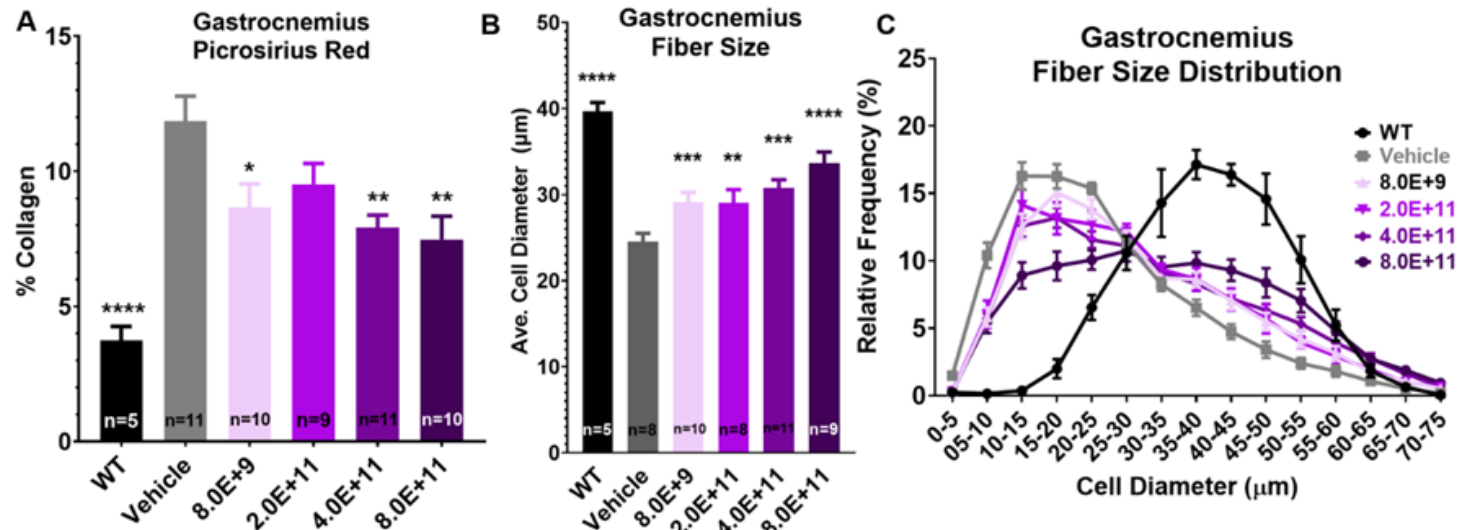 A
Gastrocnemius
Picrosirius Red
% Collagen
15
10
5
0
****
*
**
**
n=5
n=11
n=10
n=9
n=11
n=10
WT
Vehicle
8.0E+9
2.0E+11
4.0E+11
8.0E+11
B
Gastrocnemius
Fiber Size
Ave. Cell Diameter (µm)
50
40
30
20
10
0
****
***
**
***
****
n=5
n=8
n=10
n=8
n=11
n=9
WT
Vehicle
8.0E+9
2.0E+11
4.0E+11
8.0E+11
C
Gastrocnemius
Fiber Size Distribution
Relative Frequency (%)
25
20
15
10
5
0
WT
Vehicle
8.0E+9
2.0E+11
4.0E+11
8.0E+11
0-5
05-10
10-15
15-20
20-25
25-30
30-35
35-40
40-45
45-50
50-55
55-60
60-65
65-70
70-75
Cell Diameter (µm)